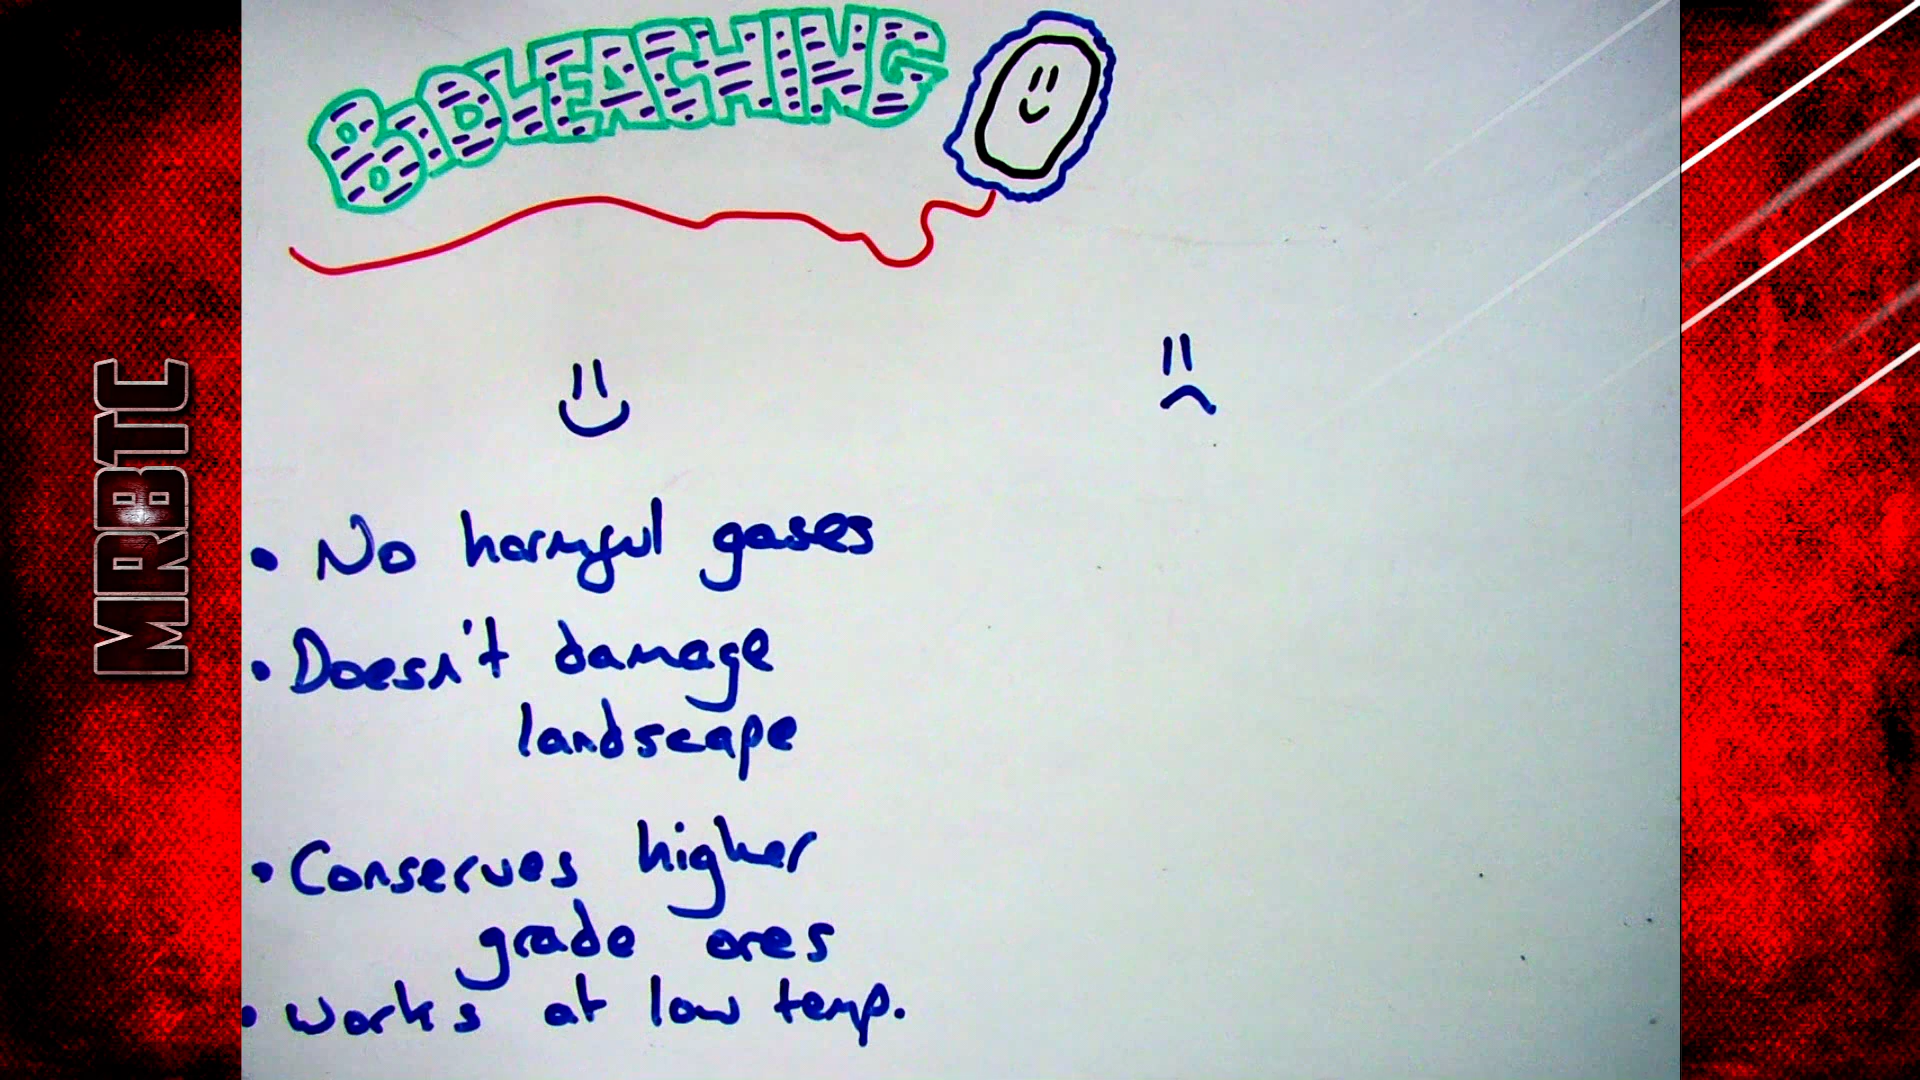 BIOLEACHING
MRBTC
• No harmful gases
• Doesn't damage
landscape
• Conserves higher
grade ores
• Works at low temp.